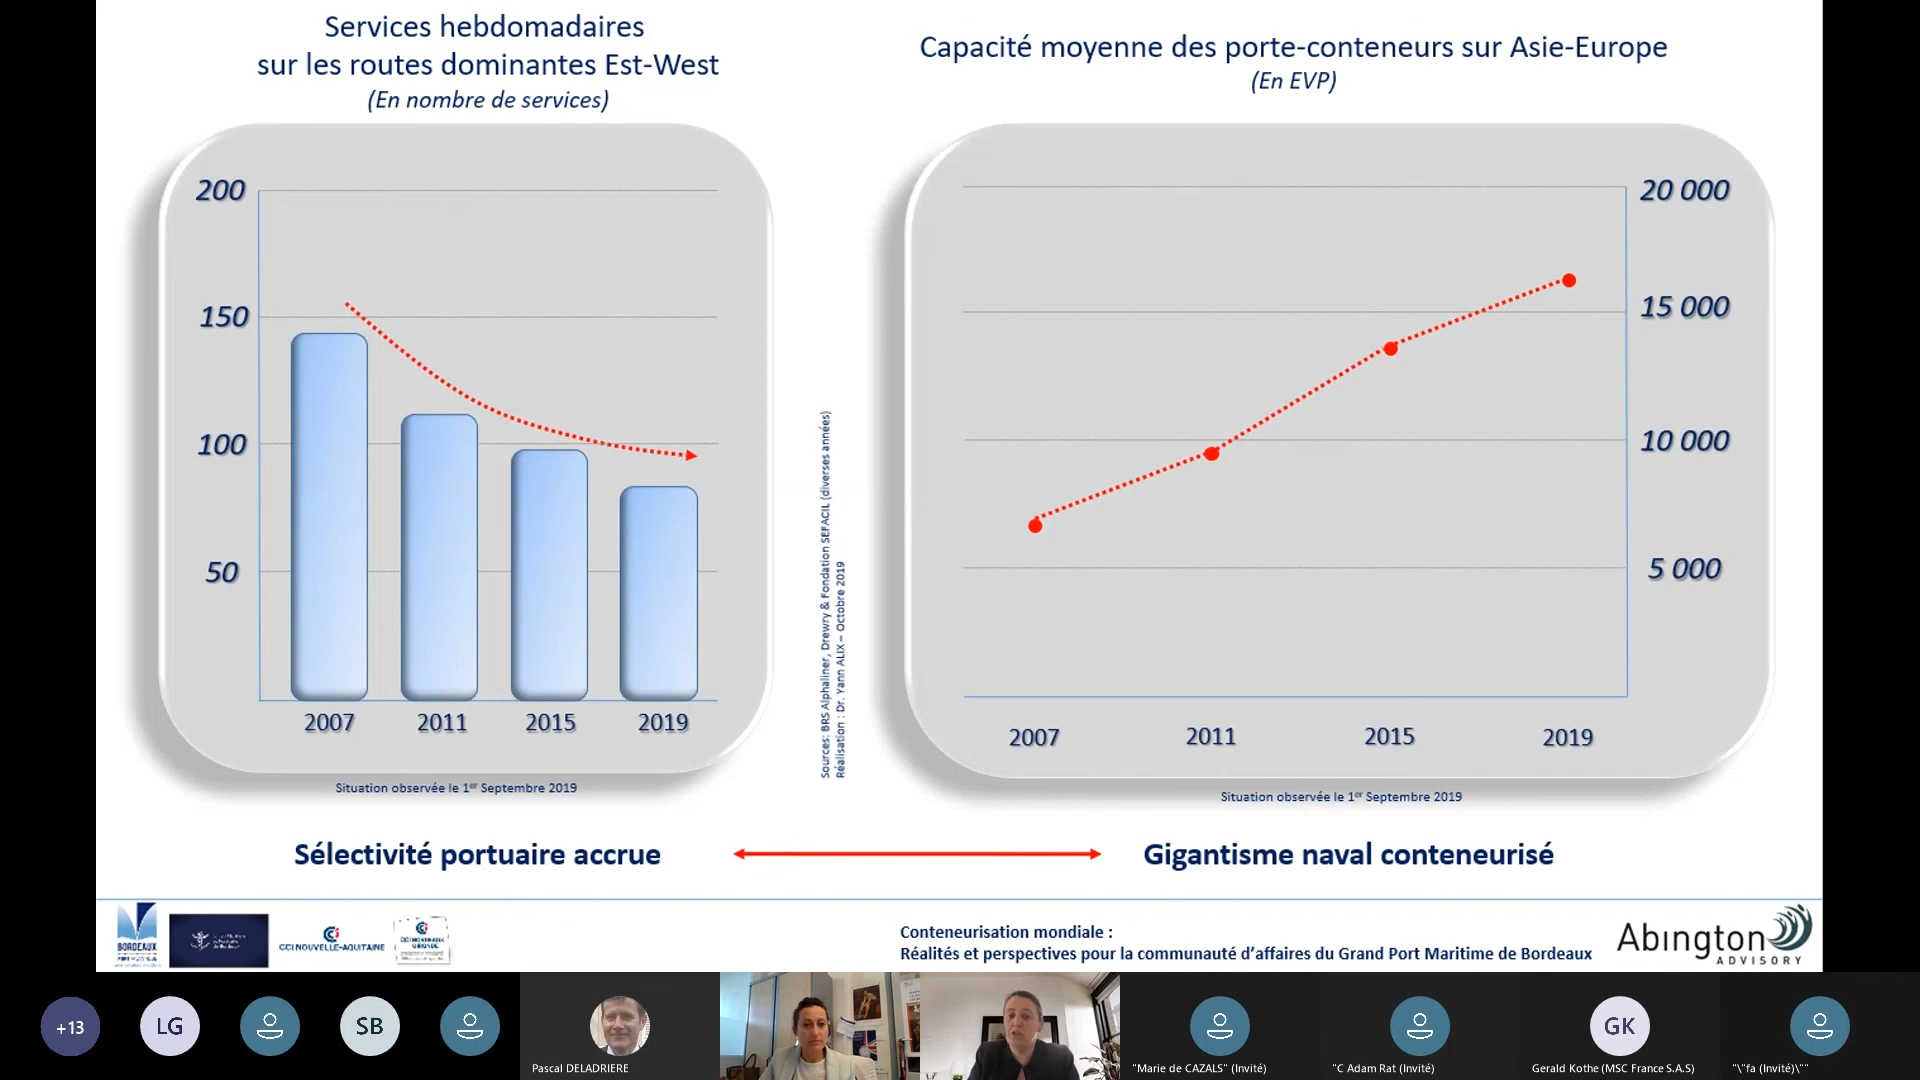 Services hebdomadaires
sur les routes dominantes Est-West
(En nombre de services)
200
150
100
50
2007 2011 2015 2019
Situation observée le 1er Septembre 2019
Sources: BRS Alphaliner, Drewry & Fondation SEFACIL (diverses années)
Réalisation : Dr. Yann ALIX – Octobre 2019
Capacité moyenne des porte-conteneurs sur Asie-Europe
(En EVP)
20 000
15 000
10 000
5 000
2007 2011 2015 2019
Situation observée le 1er Septembre 2019
Sélectivité portuaire accrue
Gigantisme naval conteneurisé
BORDEAUX
CCI NOUVELLE-AQUITAINE
Conteneurisation mondiale :
Réalités et perspectives pour la communauté d’affaires du Grand Port Maritime de Bordeaux
Abington
ADVISORY
+13
LG
SB
Pascal DELADRIERE
"Marie de CAZALS" (Invité)
"C Adam Rat (Invité)
GK
Gerald Kothe (MSC France S.A.S)
"\"fa (Invité)\""